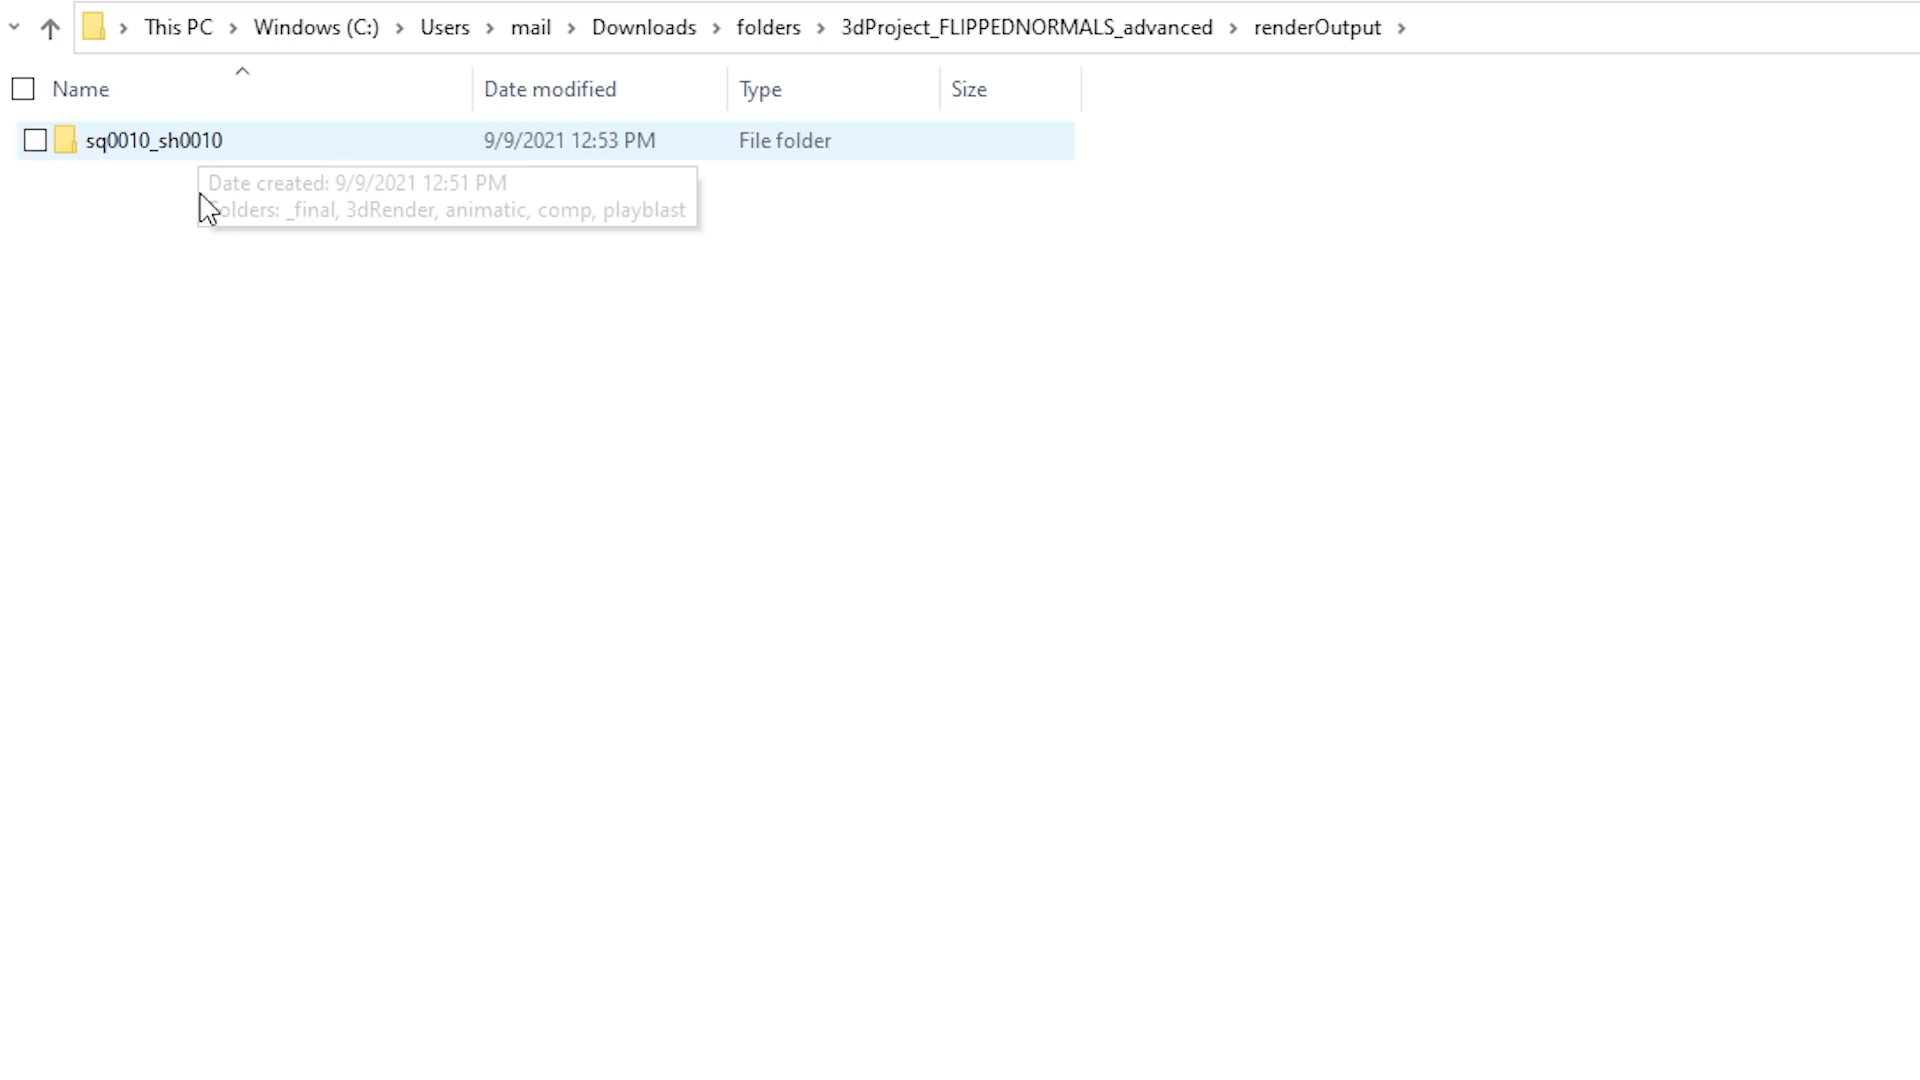 This PC > Windows (C:) > Users > mail > Downloads > folders > 3dProject_FLIPPEDNORMALS_advanced > renderOutput >
Name Date modified Type Size
sq0010_sh0010 9/9/2021 12:53 PM File folder
Date created: 9/9/2021 12:51 PM
Folders: _final, 3dRender, animatic, comp, playblast